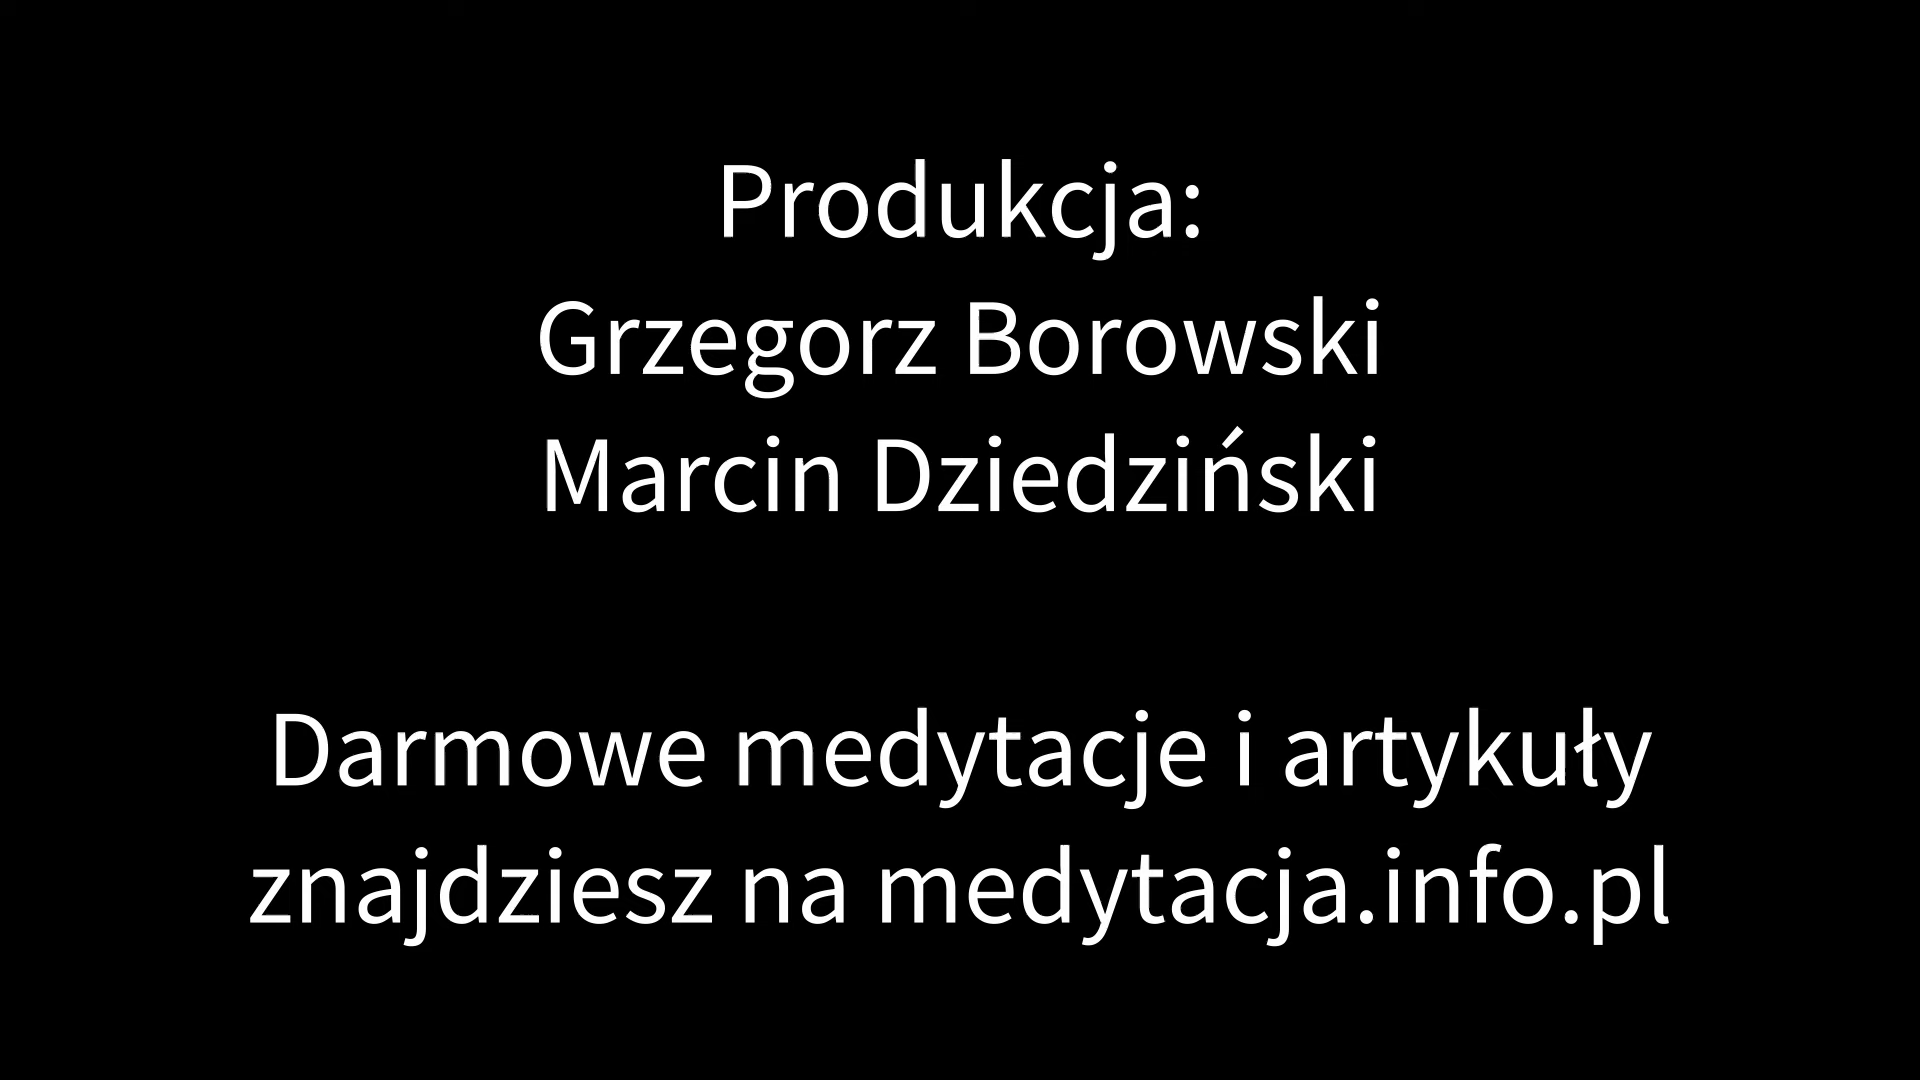 Produkcja:
Grzegorz Borowski
Marcin Dziedziński
Darmowe medytacje i artykuły
znajdziesz na medytacja.info.pl